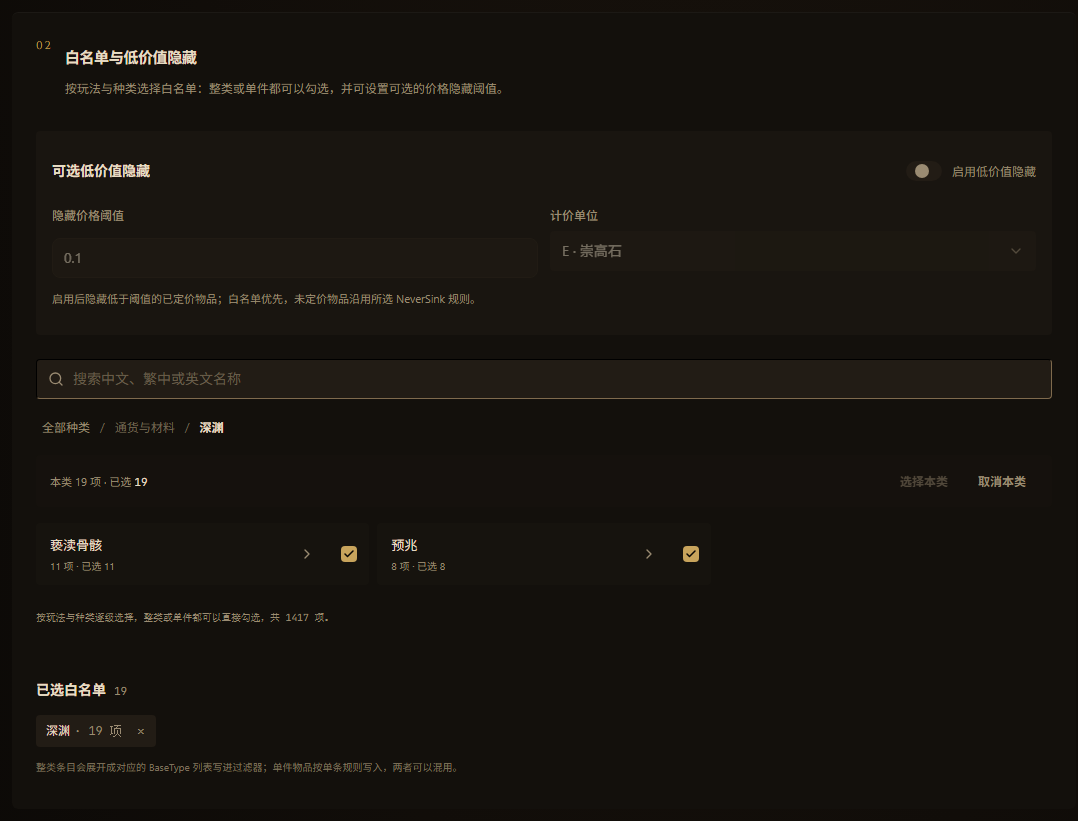 02
白名单与低价值隐藏
按玩法与种类选择白名单：整类或单件都可以勾选，并可设置可选的价格隐藏阈值。
可选低价值隐藏
启用低价值隐藏
隐藏价格阈值
计价单位
0.1
E · 崇高石
启用后隐藏低于阈值的已定价物品；白名单优先，未定价物品沿用所选 NeverSink 规则。
搜索中文、繁中或英文名称
全部种类 / 通货与材料 / 深渊
本类 19 项 · 已选 19
选择本类 取消本类
亵渎骨骸
11 项 · 已选 11
预兆
8 项 · 已选 8
按玩法与种类逐级选择，整类或单件都可以直接勾选，共 1417 项。
已选白名单 19
深渊 · 19 项 ×
整类条目会展开成对应的 BaseType 列表写进过滤器；单件物品按单条规则写入，两者可以混用。